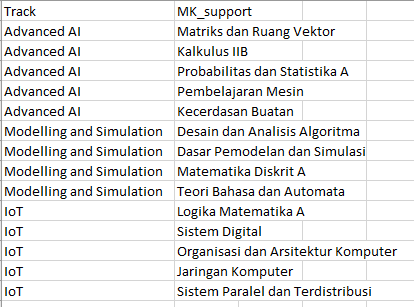 Track MK_support
Advanced AI Matriks dan Ruang Vektor
Advanced AI Kalkulus IIB
Advanced AI Probabilitas dan Statistika A
Advanced AI Pembelajaran Mesin
Advanced AI Kecerdasan Buatan
Modelling and Simulation Desain dan Analisis Algoritma
Modelling and Simulation Dasar Pemodelan dan Simulasi
Modelling and Simulation Matematika Diskrit A
Modelling and Simulation Teori Bahasa dan Automata
IoT Logika Matematika A
IoT Sistem Digital
IoT Organisasi dan Arsitektur Komputer
IoT Jaringan Komputer
IoT Sistem Paralel dan Terdistribusi